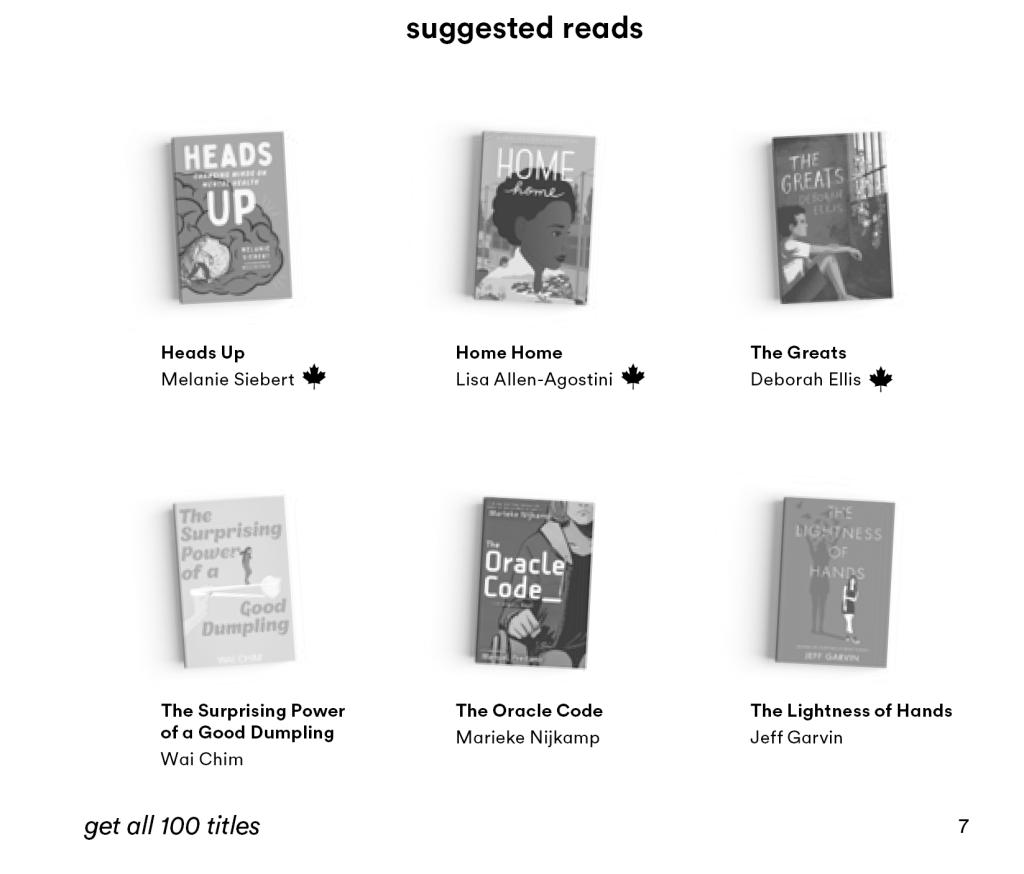 suggested reads
HEADS
CHANGING MINDS ON
MENTAL HEALTH
UP
MELANIE
SIEBERT
HOME
home
THE
GREATS
DEBORAH
ELLIS
Heads Up
Melanie Siebert
Home Home
Lisa Allen-Agostini
The Greats
Deborah Ellis
The
Surprising
Power
of a
Good
Dumpling
WAI CHIM
Marieke Nijkamp
The
Oracle
Code_
THE
LIGHTNESS
OF
HANDS
JEFF GARVIN
The Surprising Power
of a Good Dumpling
Wai Chim
The Oracle Code
Marieke Nijkamp
The Lightness of Hands
Jeff Garvin
get all 100 titles
7